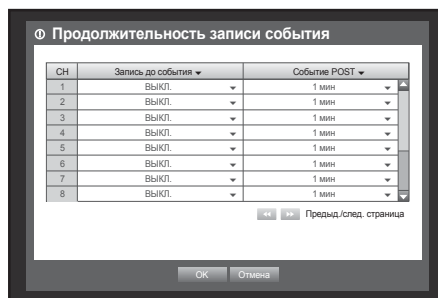 Продолжительность записи события
CH Запись до события Событие POST
1 ВЫКЛ. 1 мин
2 ВЫКЛ. 1 мин
3 ВЫКЛ. 1 мин
4 ВЫКЛ. 1 мин
5 ВЫКЛ. 1 мин
6 ВЫКЛ. 1 мин
7 ВЫКЛ. 1 мин
8 ВЫКЛ. 1 мин
Предыд./след. страница
OK Отмена